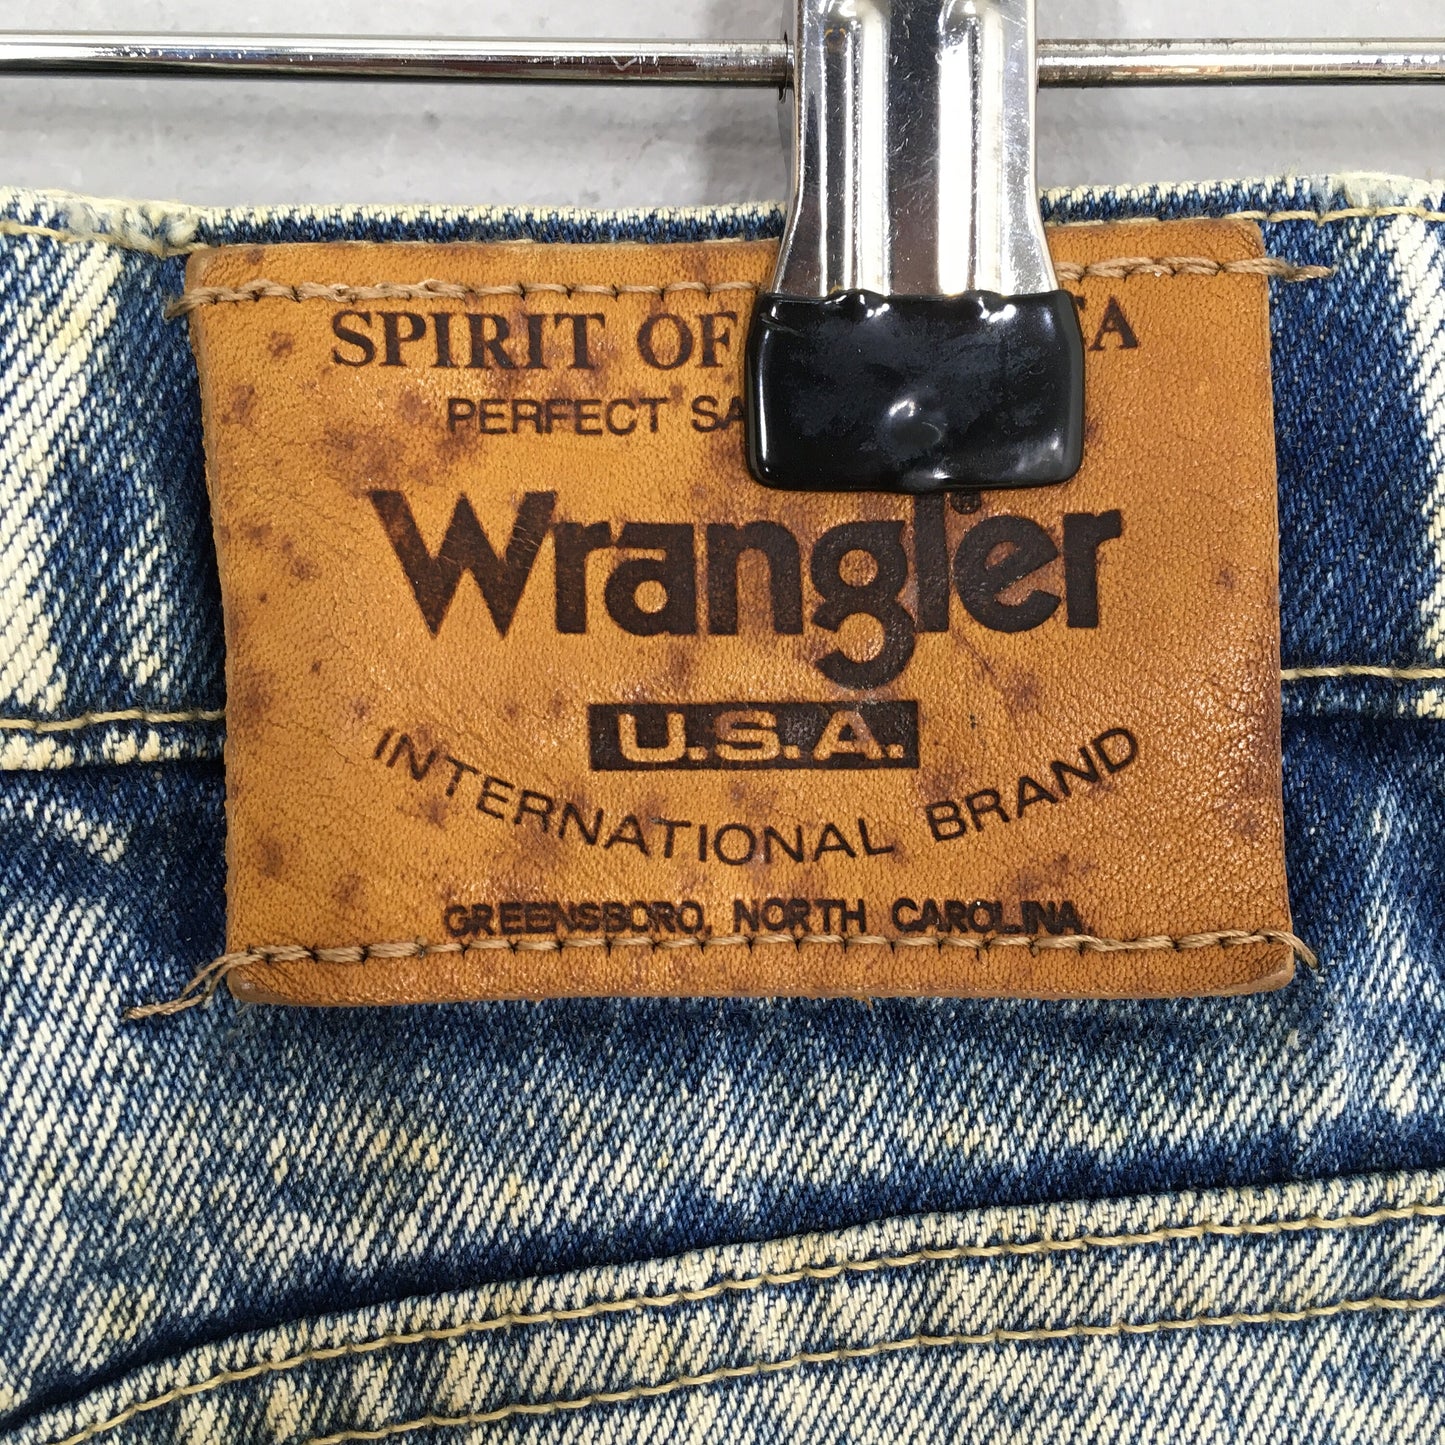 SPIRIT OF
PERFECT
Wrangler®
U.S.A.
INTERNATIONAL BRAND
GREENSBORO, NORTH CAROLINA